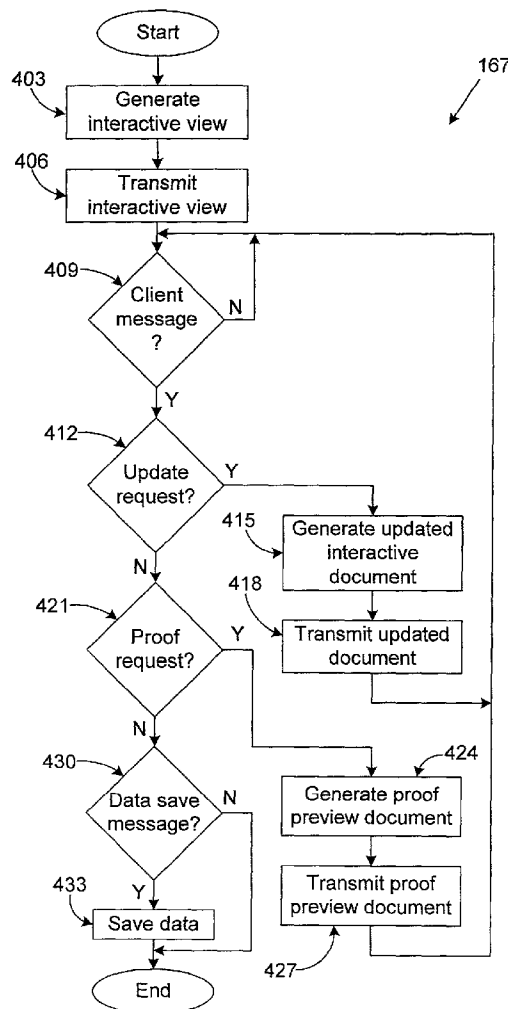 Start
167
403
Generate
interactive view
406
Transmit
interactive view
409
Client
message
?
N
Y
412
Update
request?
Y
N
415
Generate updated
interactive
document
418
Transmit updated
document
421
Proof
request?
Y
N
424
Generate proof
preview document
430
Data save
message?
N
Y
Transmit proof
preview document
427
433
Save data
End